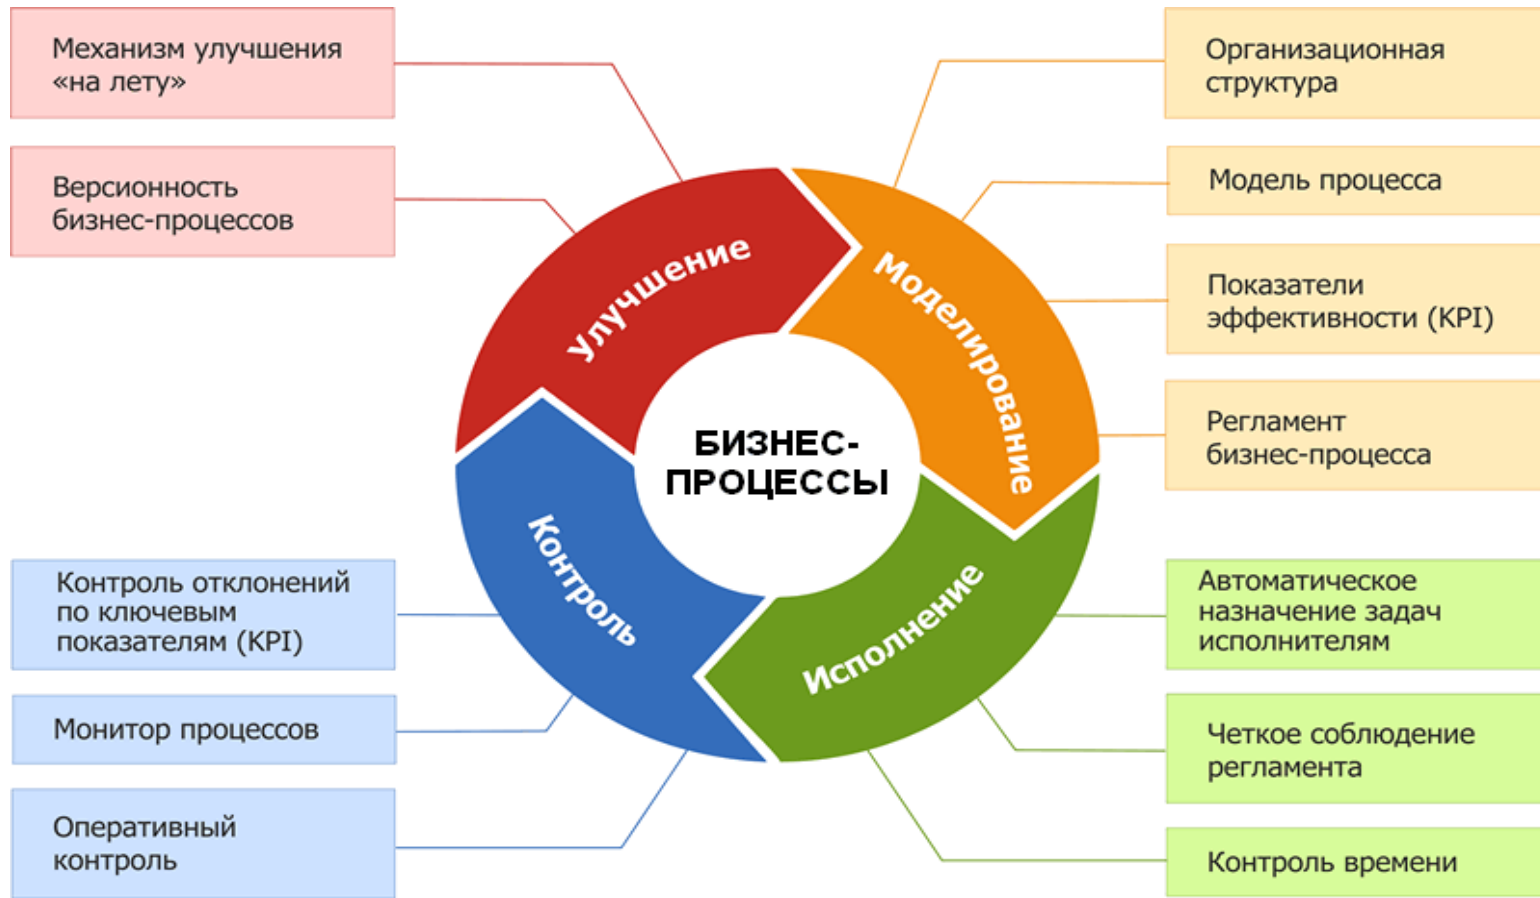 Механизм улучшения
«на лету»
Версионность
бизнес-процессов
Организационная
структура
Модель процесса
Показатели
эффективности (KPI)
Регламент
бизнес-процесса
Улучшение
Моделирование
БИЗНЕС-
ПРОЦЕССЫ
Контроль
Исполнение
Контроль отклонений
по ключевым
показателям (KPI)
Монитор процессов
Оперативный
контроль
Автоматическое
назначение задач
исполнителям
Четкое соблюдение
регламента
Контроль времени